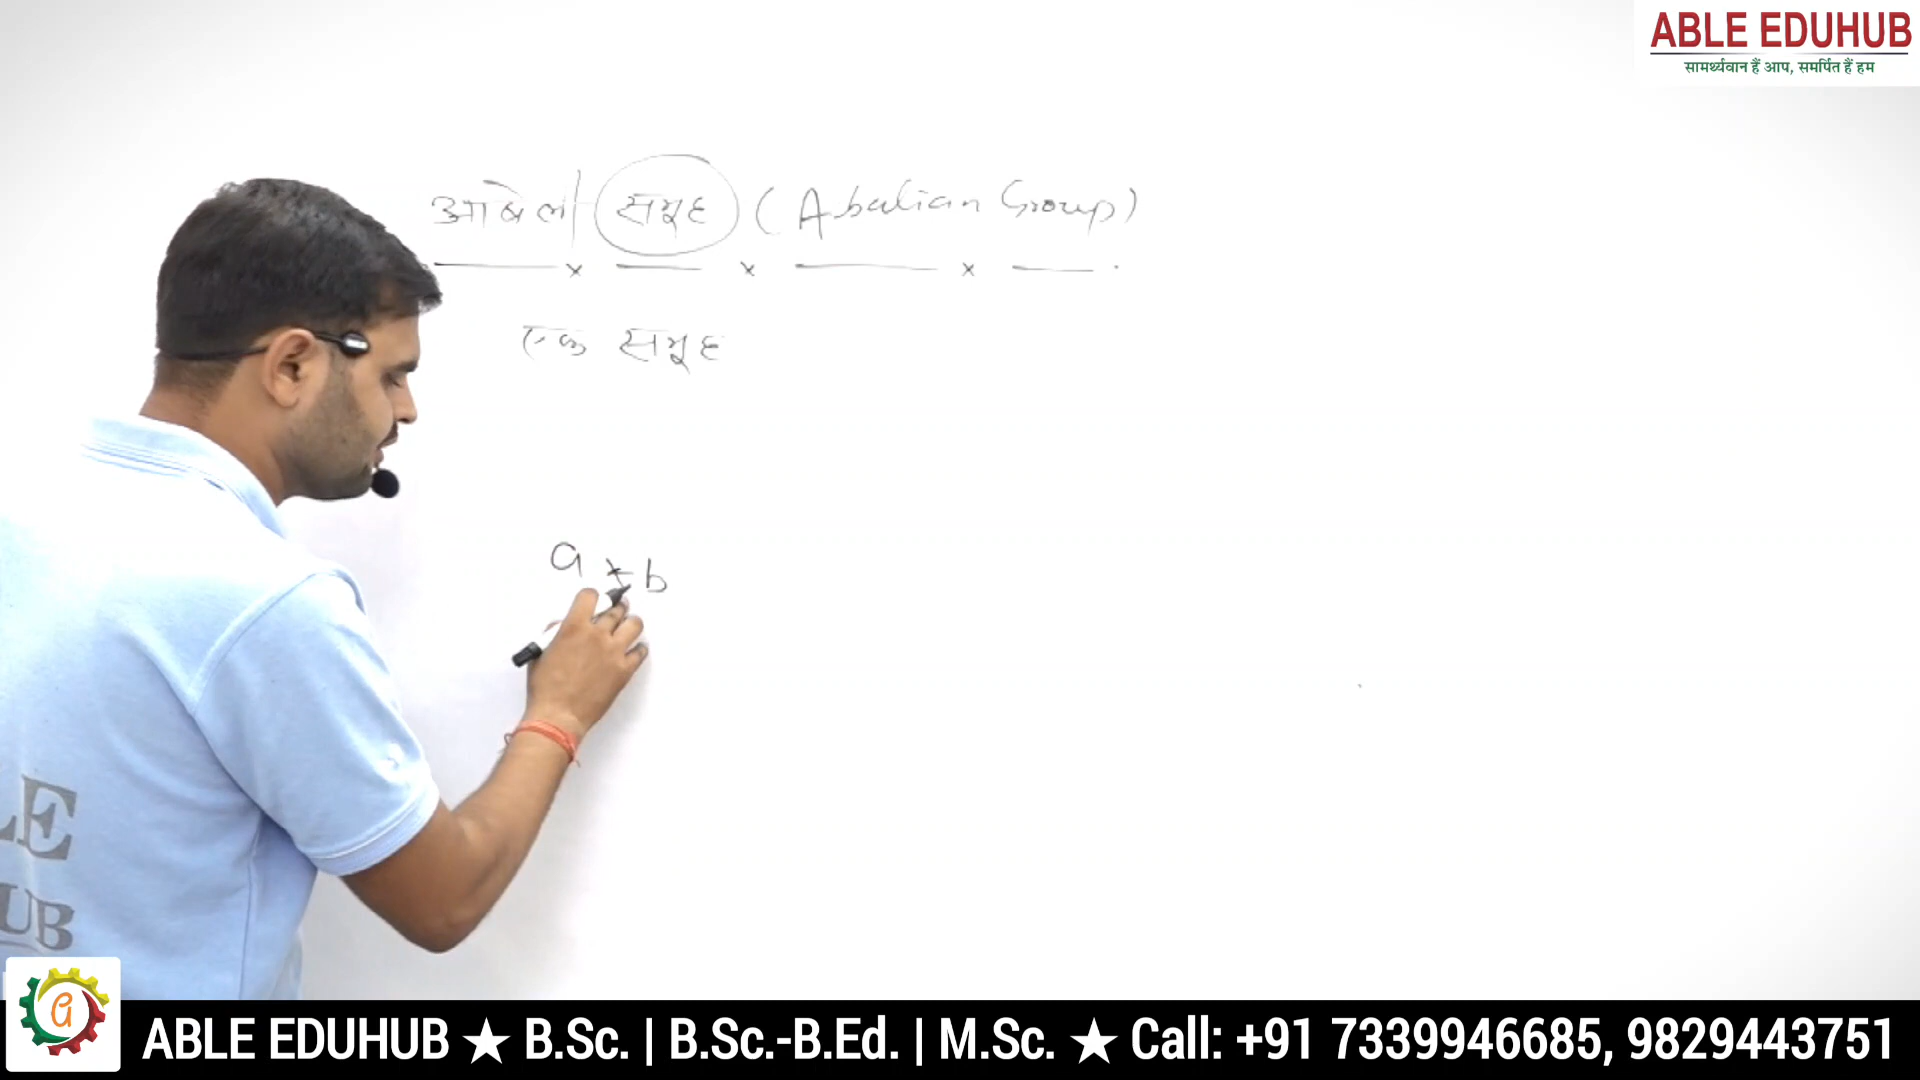 ABLE EDUHUB
सामर्थ्यवान हैं आप, समर्पित हैं हम
आबेल समूह (Abelian Group)
एक समूह
a * b
LE
UB
ABLE EDUHUB ★ B.Sc. | B.Sc.-B.Ed. | M.Sc. ★ Call: +91 7339946685, 9829443751